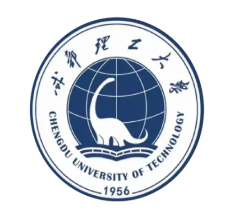 成都理工大学
CHENGDU UNIVERSITY OF TECHNOLOGY
1956